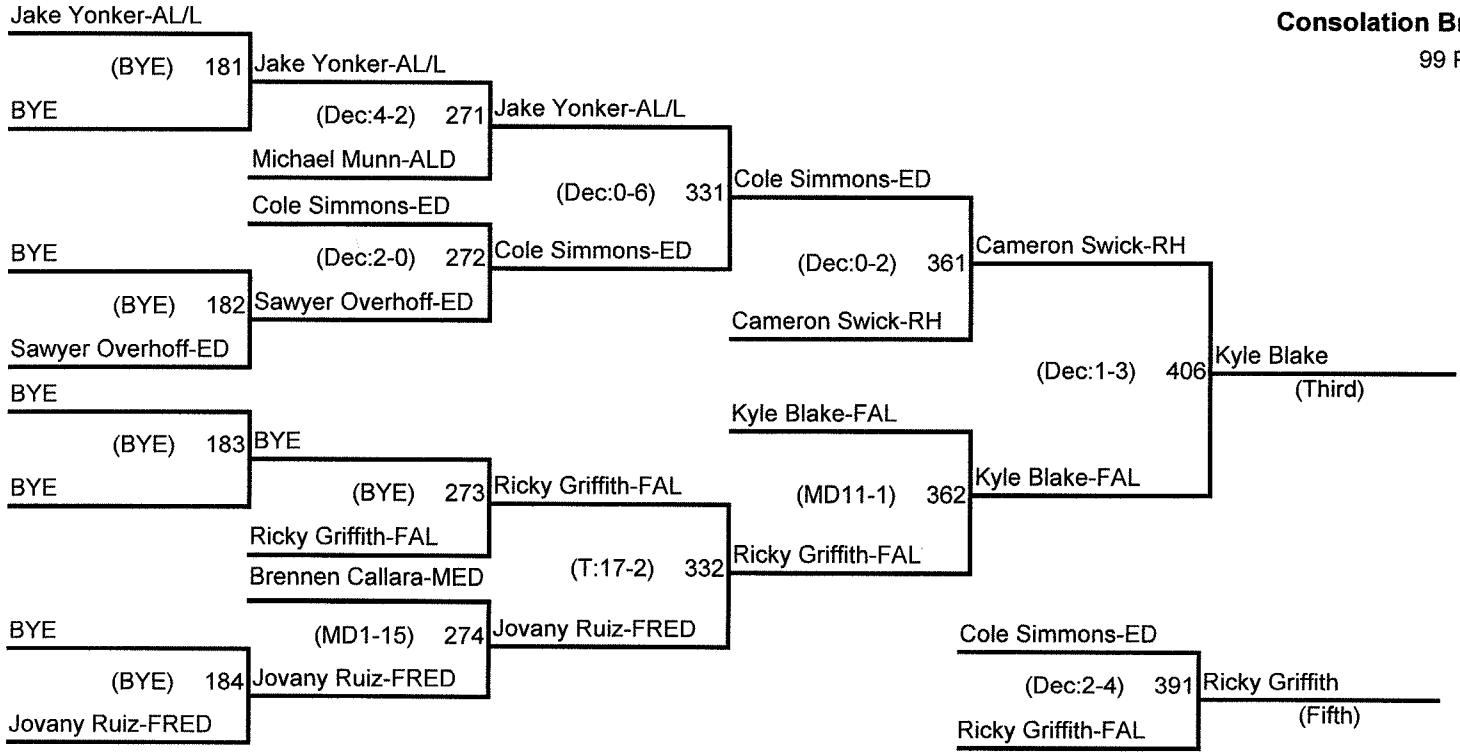 Jake Yonker-AL/L
Consolation Br
99 P
(BYE) 181 Jake Yonker-AL/L
BYE
(Dec:4-2) 271 Jake Yonker-AL/L
Michael Munn-ALD
Cole Simmons-ED
(Dec:0-6) 331 Cole Simmons-ED
BYE
(Dec:2-0) 272 Cole Simmons-ED
(BYE) 182 Sawyer Overhoff-ED
Sawyer Overhoff-ED
(Dec:0-2) 361 Cameron Swick-RH
Cameron Swick-RH
(Dec:1-3) 406 Kyle Blake
(Third)
BYE
(BYE) 183 BYE
BYE
Kyle Blake-FAL
(BYE) 273 Ricky Griffith-FAL
Ricky Griffith-FAL
(MD11-1) 362 Kyle Blake-FAL
Brennen Callara-MED
(T:17-2) 332 Ricky Griffith-FAL
BYE
(MD1-15) 274 Jovany Ruiz-FRED
(BYE) 184 Jovany Ruiz-FRED
Jovany Ruiz-FRED
Cole Simmons-ED
(Dec:2-4) 391 Ricky Griffith
(Fifth)
Ricky Griffith-FAL